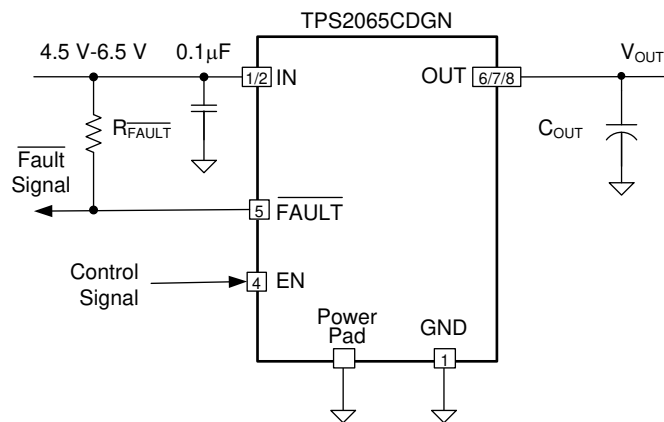 TPS2065CDGN
4.5 V-6.5 V
0.1μF
1/2
IN
OUT
6/7/8
VOUT
RFAULT
COUT
Fault
Signal
5
FAULT
Control
Signal
4
EN
Power
Pad
GND
1